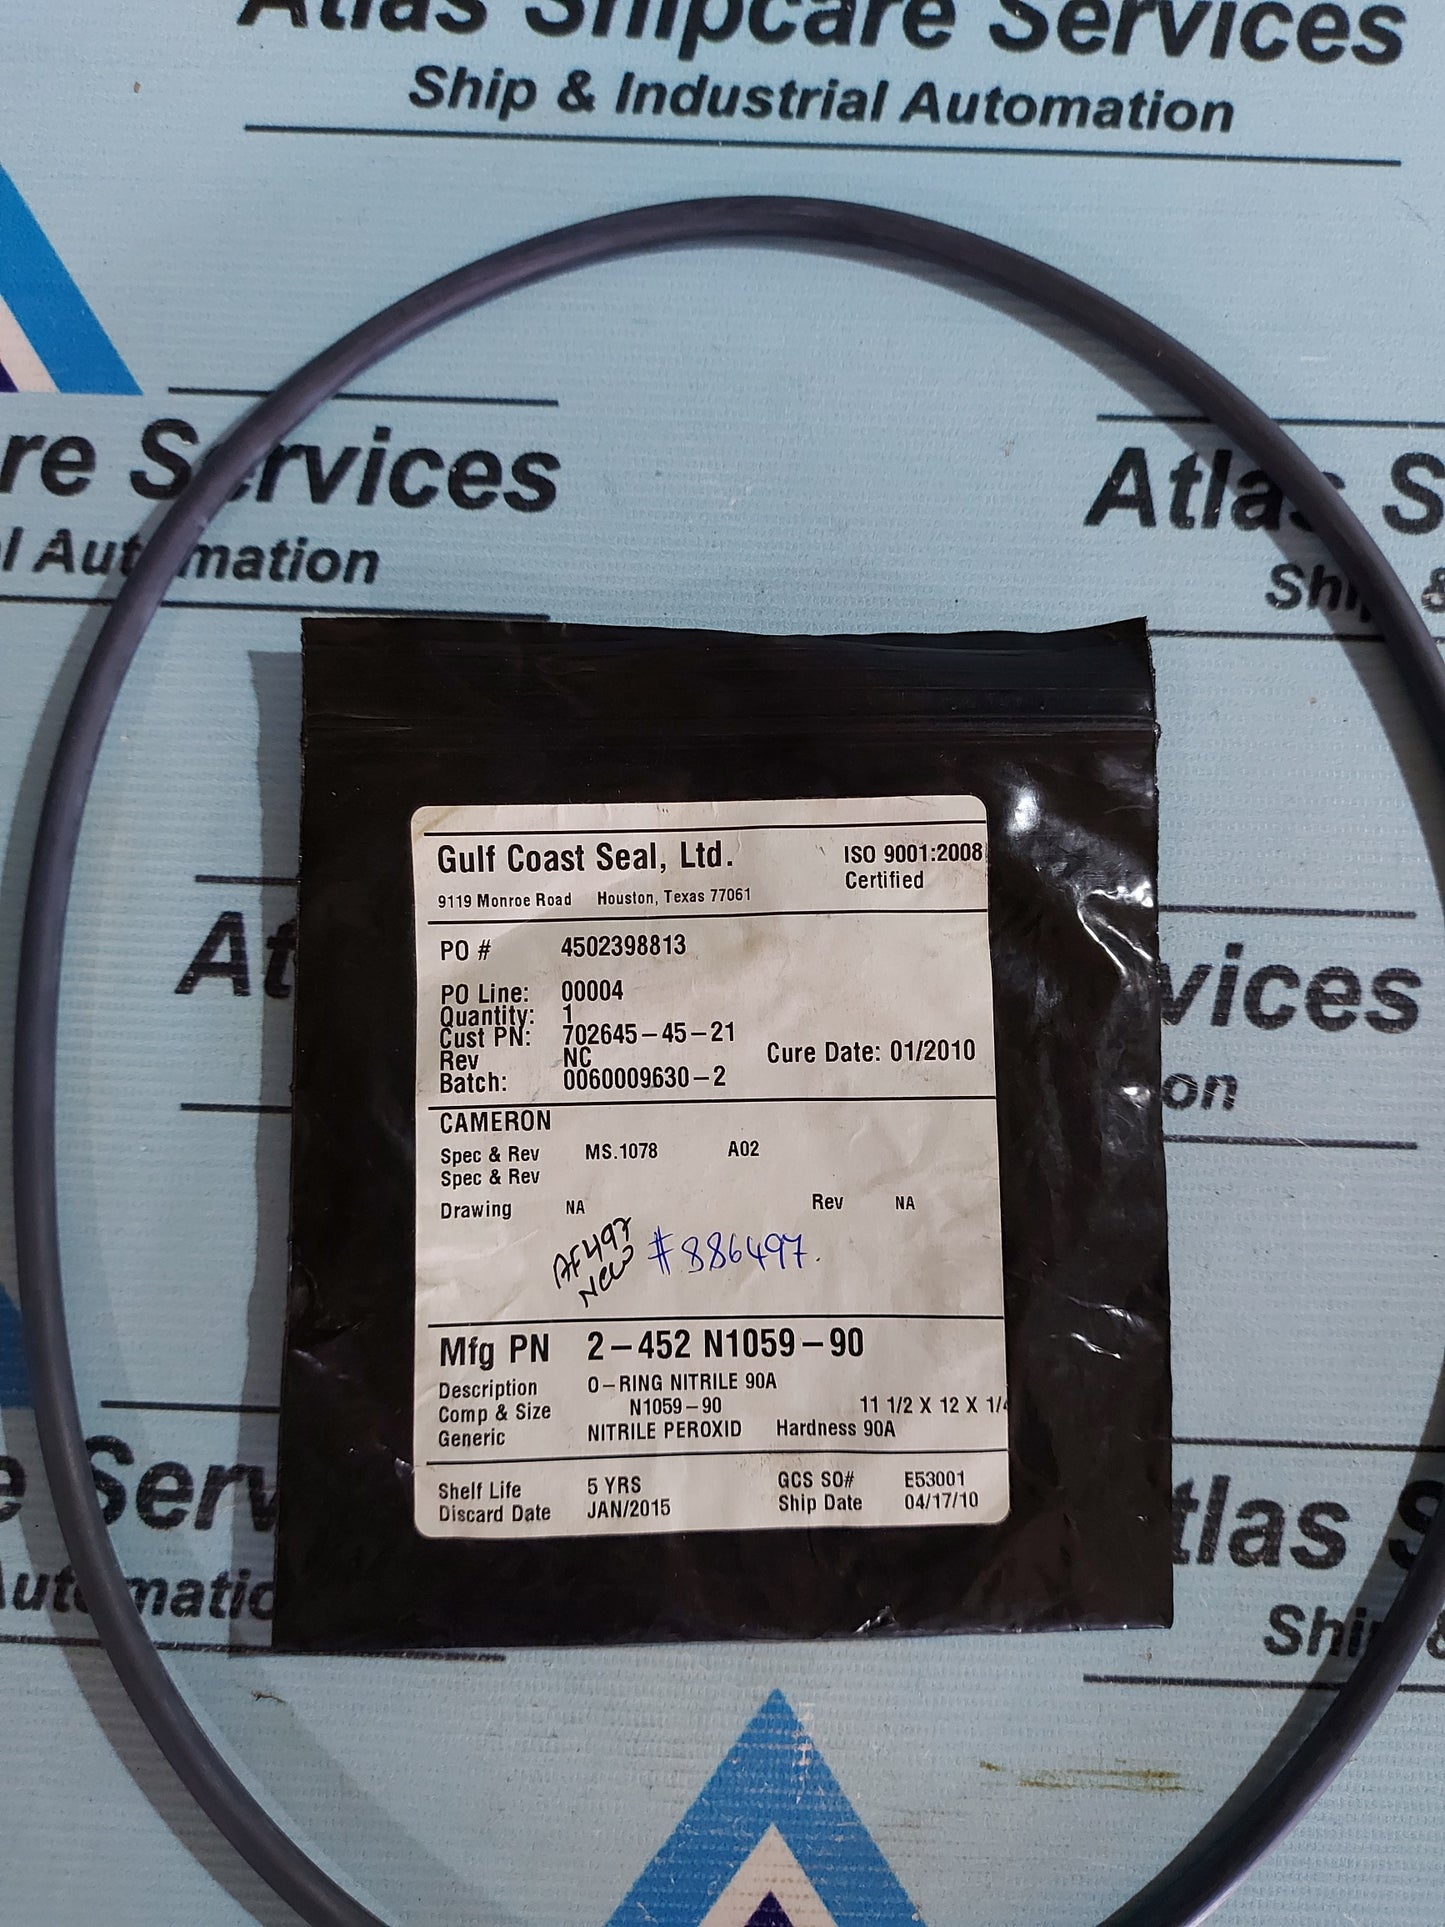 Atlas Shipcare Services
Ship & Industrial Automation
re Services
l Automation
Atlas S
Ship &
Gulf Coast Seal, Ltd.
ISO 9001:2008
Certified
9119 Monroe Road Houston, Texas 77061
PO # 4502398813
PO Line: 00004
Quantity: 1
Cust PN: 702645-45-21
Rev NC
Cure Date: 01/2010
Batch: 0060009630-2
CAMERON
Spec & Rev MS.1078 A02
Spec & Rev
Drawing NA Rev NA
AF497
New
#886497.
Mfg PN 2-452 N1059-90
Description O-RING NITRILE 90A
Comp & Size N1059-90 11 1/2 X 12 X 1/4
Generic NITRILE PEROXID Hardness 90A
Shelf Life 5 YRS GCS SO# E53001
Discard Date JAN/2015 Ship Date 04/17/10
At
vices
on
e Serv
Automatic
tlas S
Ship &